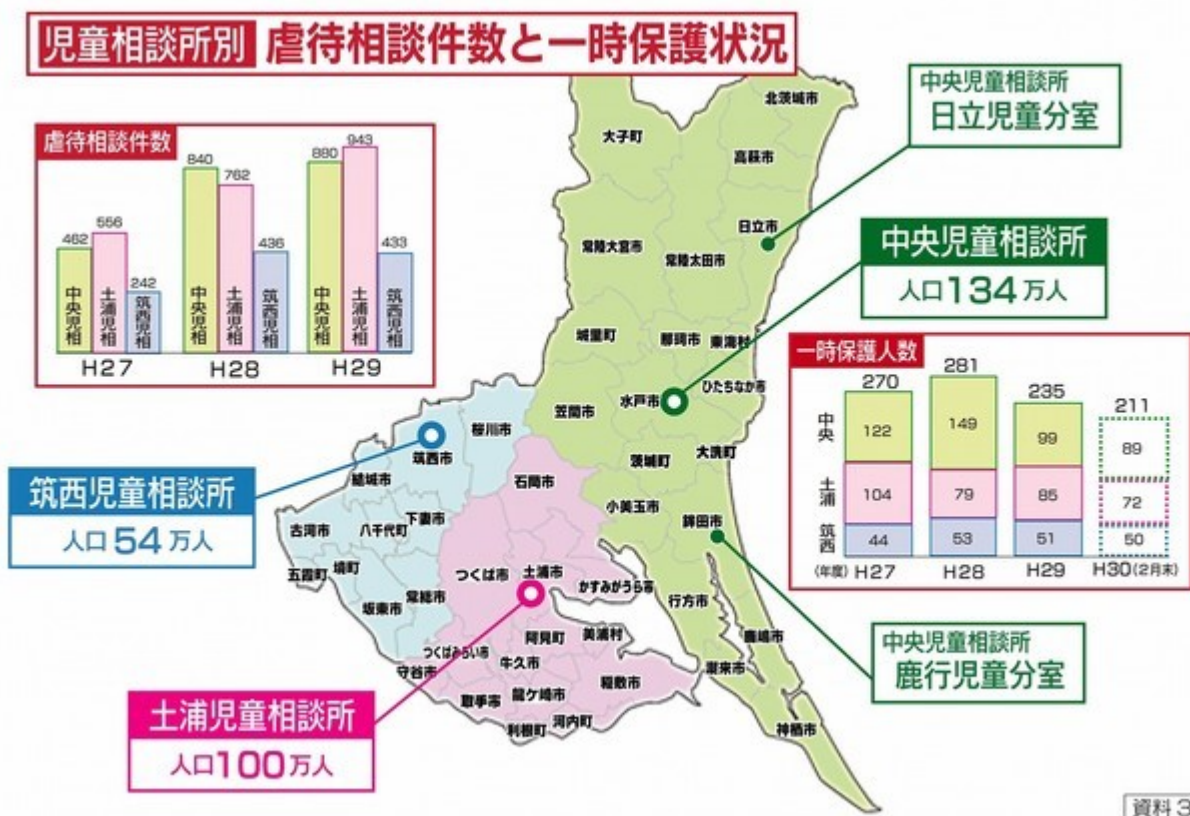 児童相談所別 虐待相談件数と一時保護状況
虐待相談件数
462
556
242
840
762
436
880
943
433
中央児相
土浦児相
筑西児相
中央児相
土浦児相
筑西児相
中央児相
土浦児相
筑西児相
H27
H28
H29
中央児童相談所
日立児童分室
中央児童相談所
人口134万人
一時保護人数
270
281
235
211
中央
122
149
99
89
土浦
104
79
85
72
筑西
44
53
51
50
(年度)
H27
H28
H29
H30(2月末)
中央児童相談所
鹿行児童分室
筑西児童相談所
人口54万人
土浦児童相談所
人口100万人
北茨城市
大子町
高萩市
日立市
常陸大宮市
常陸太田市
城里町
那珂市
東海村
ひたちなか市
水戸市
笠間市
桜川市
筑西市
大洗町
茨城町
結城市
石岡市
小美玉市
鉾田市
下妻市
古河市
八千代町
五霞町
境町
つくば市
土浦市
かすみがうら市
坂東市
常総市
行方市
鹿嶋市
阿見町
美浦村
つくばみらい市
守谷市
牛久市
潮来市
稲敷市
龍ケ崎市
取手市
河内町
利根町
神栖市
資料3